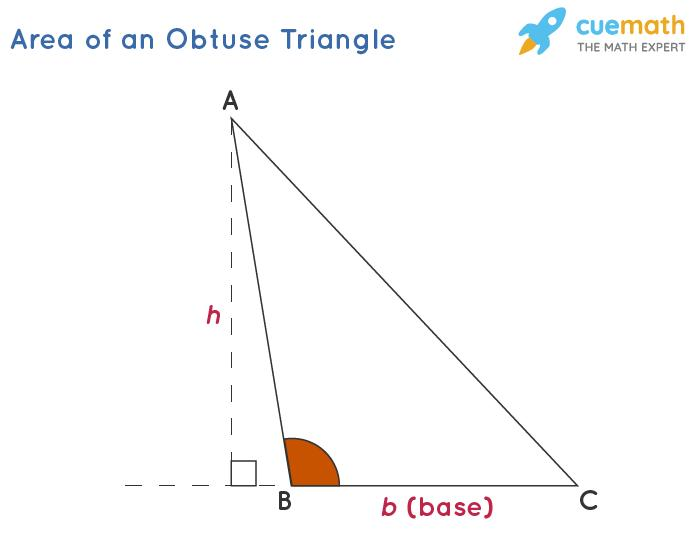 Area of an Obtuse Triangle
cuemath
THE MATH EXPERT
A
h
B
b (base)
C